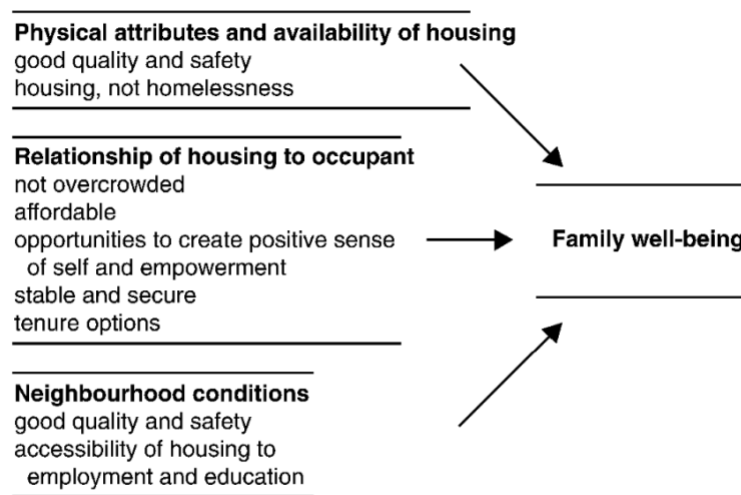 Physical attributes and availability of housing
good quality and safety
housing, not homelessness
Relationship of housing to occupant
not overcrowded
affordable
opportunities to create positive sense
of self and empowerment
stable and secure
tenure options
Family well-being
Neighbourhood conditions
good quality and safety
accessibility of housing to
employment and education